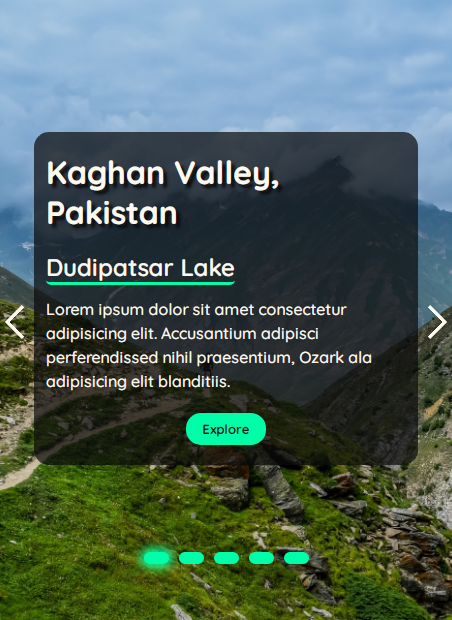 Kaghan Valley,
Pakistan
Dudipatsar Lake
Lorem ipsum dolor sit amet consectetur
adipisicing elit. Accusantium adipisci
perferendissed nihil praesentium, Ozark ala
adipisicing elit blanditiis.
Explore